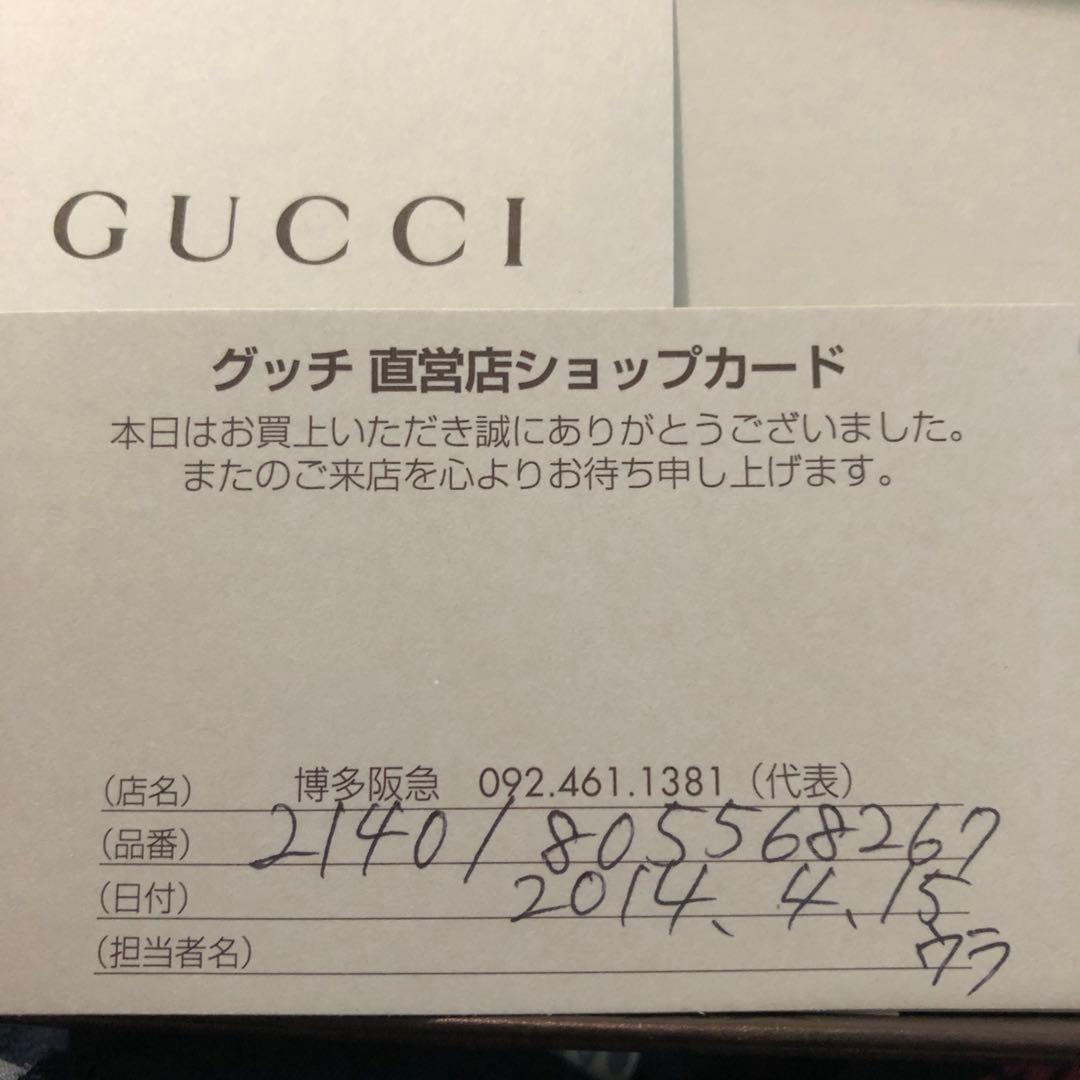 GUCCI
グッチ 直営店ショップカード
本日はお買上いただき誠にありがとうございました。
またのご来店を心よりお待ち申し上げます。
(店名) 博多阪急 092.461.1381(代表)
(品番) 21401805568267
(日付) 2014、4、15
(担当者名) ウラ